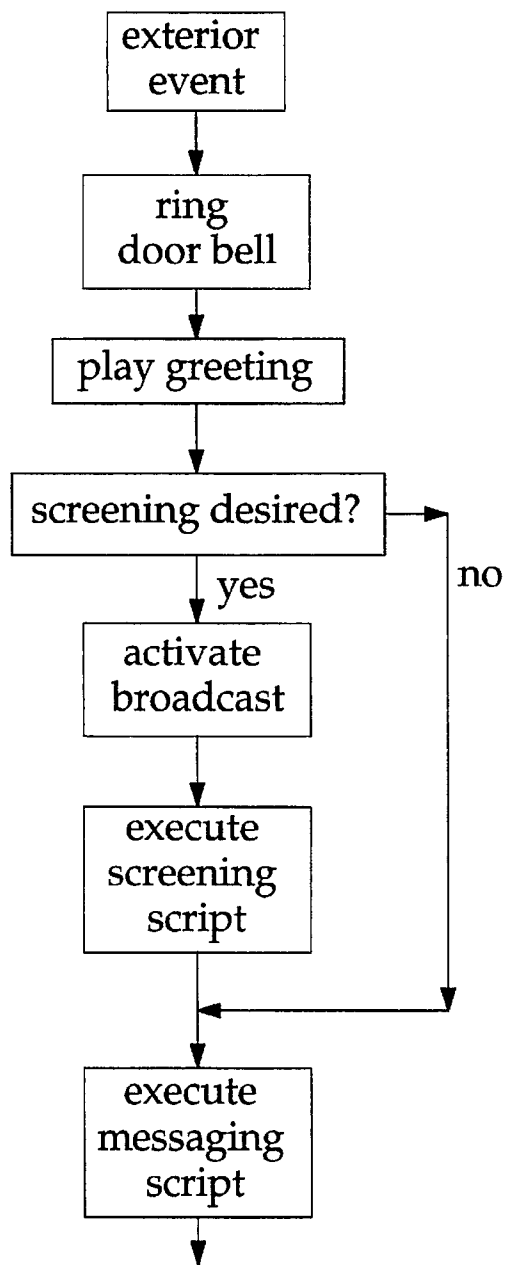 exterior
event
ring
door bell
play greeting
screening desired?
yes
no
activate
broadcast
execute
screening
script
execute
messaging
script